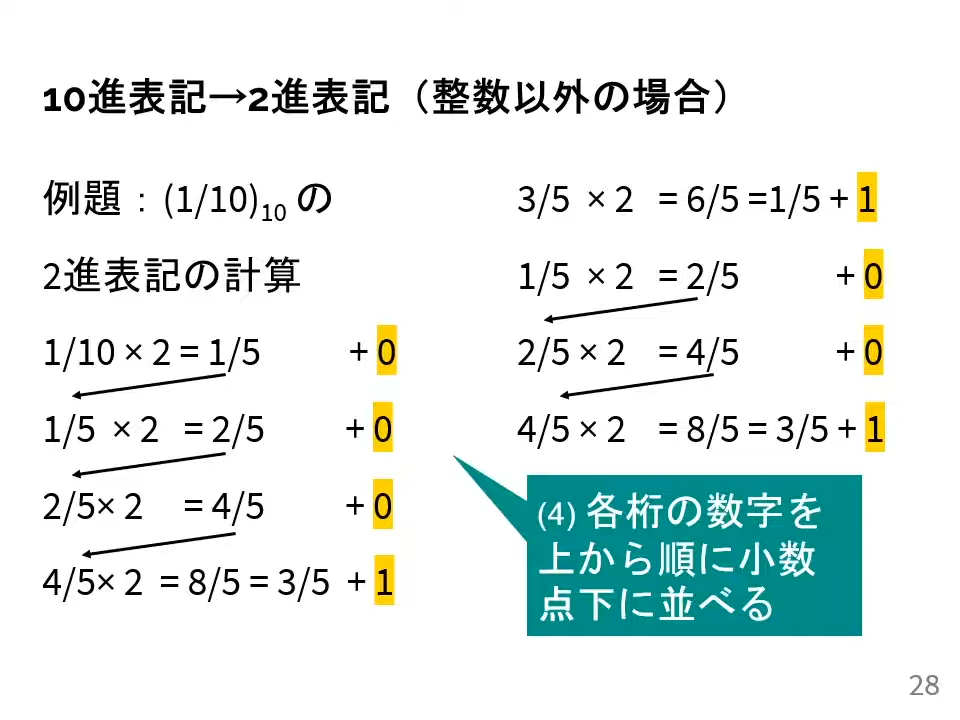 10進表記→2進表記（整数以外の場合）
例題：(1/10)₁₀ の
2進表記の計算
1/10 × 2 = 1/5 + 0
1/5 × 2 = 2/5 + 0
2/5× 2 = 4/5 + 0
4/5× 2 = 8/5 = 3/5 + 1
3/5 × 2 = 6/5 =1/5 + 1
1/5 × 2 = 2/5 + 0
2/5 × 2 = 4/5 + 0
4/5 × 2 = 8/5 = 3/5 + 1
(4) 各桁の数字を
上から順に小数
点下に並べる
28